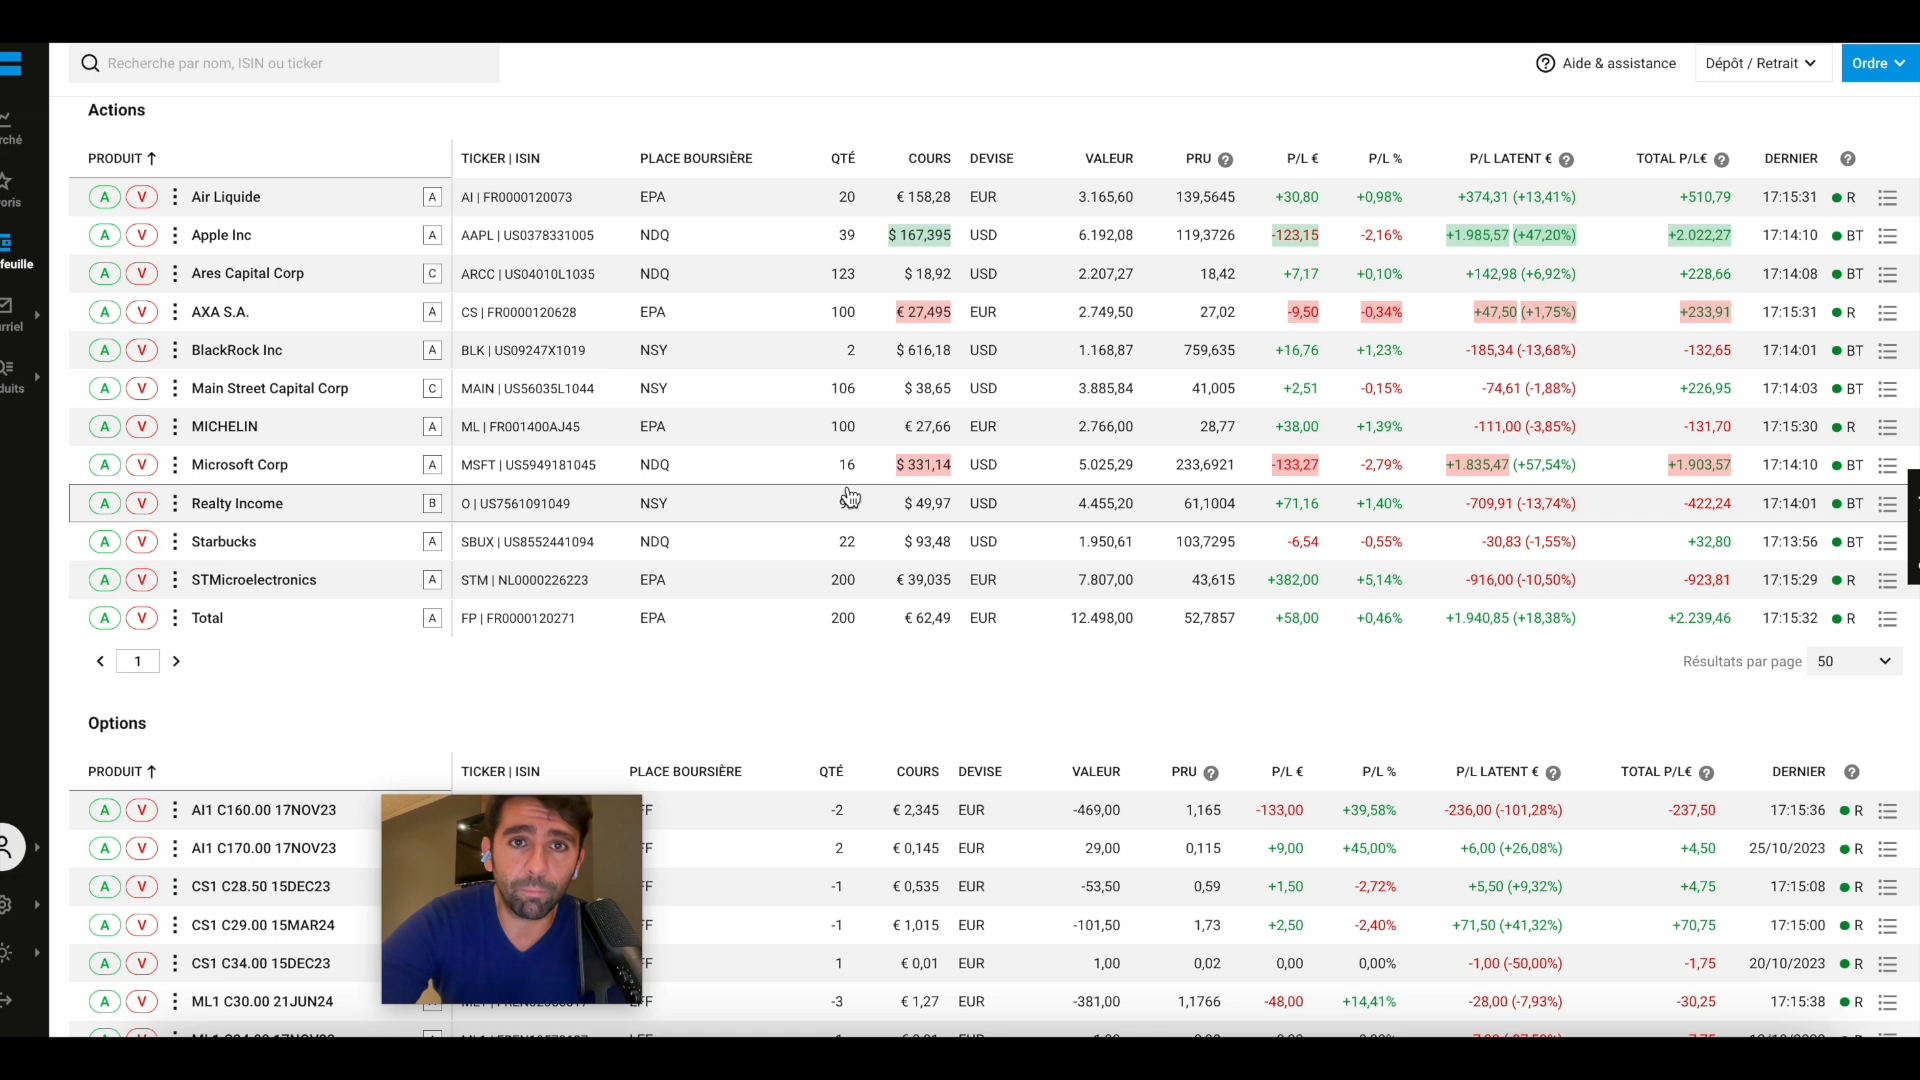 Recherche par nom, ISIN ou ticker
Aide & assistance
Dépôt / Retrait
Ordre
rché
oris
feuille
rriel
duits
Actions
PRODUIT TICKER | ISIN PLACE BOURSIÈRE QTÉ COURS DEVISE VALEUR PRU P/L € P/L % P/L LATENT € TOTAL P/L€ DERNIER
A V Air Liquide A AI | FR0000120073 EPA 20 € 158,28 EUR 3.165,60 139,5645 +30,80 +0,98% +374,31 (+13,41%) +510,79 17:15:31 R
A V Apple Inc A AAPL | US0378331005 NDQ 39 $ 167,395 USD 6.192,08 119,3726 -123,15 -2,16% +1.985,57 (+47,20%) +2.022,27 17:14:10 BT
A V Ares Capital Corp C ARCC | US04010L1035 NDQ 123 $ 18,92 USD 2.207,27 18,42 +7,17 +0,10% +142,98 (+6,92%) +228,66 17:14:08 BT
A V AXA S.A. A CS | FR0000120628 EPA 100 € 27,495 EUR 2.749,50 27,02 -9,50 -0,34% +47,50 (+1,75%) +233,91 17:15:31 R
A V BlackRock Inc A BLK | US09247X1019 NSY 2 $ 616,18 USD 1.168,87 759,635 +16,76 +1,23% -185,34 (-13,68%) -132,65 17:14:01 BT
A V Main Street Capital Corp C MAIN | US56035L1044 NSY 106 $ 38,65 USD 3.885,84 41,005 +2,51 -0,15% -74,61 (-1,88%) +226,95 17:14:03 BT
A V MICHELIN A ML | FR001400AJ45 EPA 100 € 27,66 EUR 2.766,00 28,77 +38,00 +1,39% -111,00 (-3,85%) -131,70 17:15:30 R
A V Microsoft Corp A MSFT | US5949181045 NDQ 16 $ 331,14 USD 5.025,29 233,6921 -133,27 -2,79% +1.835,47 (+57,54%) +1.903,57 17:14:10 BT
A V Realty Income B O | US7561091049 NSY $ 49,97 USD 4.455,20 61,1004 +71,16 +1,40% -709,91 (-13,74%) -422,24 17:14:01 BT
A V Starbucks A SBUX | US8552441094 NDQ 22 $ 93,48 USD 1.950,61 103,7295 -6,54 -0,55% -30,83 (-1,55%) +32,80 17:13:56 BT
A V STMicroelectronics A STM | NL0000226223 EPA 200 € 39,035 EUR 7.807,00 43,615 +382,00 +5,14% -916,00 (-10,50%) -923,81 17:15:29 R
A V Total A FP | FR0000120271 EPA 200 € 62,49 EUR 12.498,00 52,7857 +58,00 +0,46% +1.940,85 (+18,38%) +2.239,46 17:15:32 R
1
Résultats par page 50
Options
PRODUIT TICKER | ISIN PLACE BOURSIÈRE QTÉ COURS DEVISE VALEUR PRU P/L € P/L % P/L LATENT € TOTAL P/L€ DERNIER
A V AI1 C160.00 17NOV23 FF -2 € 2,345 EUR -469,00 1,165 -133,00 +39,58% -236,00 (-101,28%) -237,50 17:15:36 R
A V AI1 C170.00 17NOV23 FF 2 € 0,145 EUR 29,00 0,115 +9,00 +45,00% +6,00 (+26,08%) +4,50 25/10/2023 R
A V CS1 C28.50 15DEC23 FF -1 € 0,535 EUR -53,50 0,59 +1,50 -2,72% +5,50 (+9,32%) +4,75 17:15:08 R
A V CS1 C29.00 15MAR24 FF -1 € 1,015 EUR -101,50 1,73 +2,50 -2,40% +71,50 (+41,32%) +70,75 17:15:00 R
A V CS1 C34.00 15DEC23 FF 1 € 0,01 EUR 1,00 0,02 0,00 0,00% -1,00 (-50,00%) -1,75 20/10/2023 R
A V ML1 C30.00 21JUN24 FF -3 € 1,27 EUR -381,00 1,1766 -48,00 +14,41% -28,00 (-7,93%) -30,25 17:15:38 R